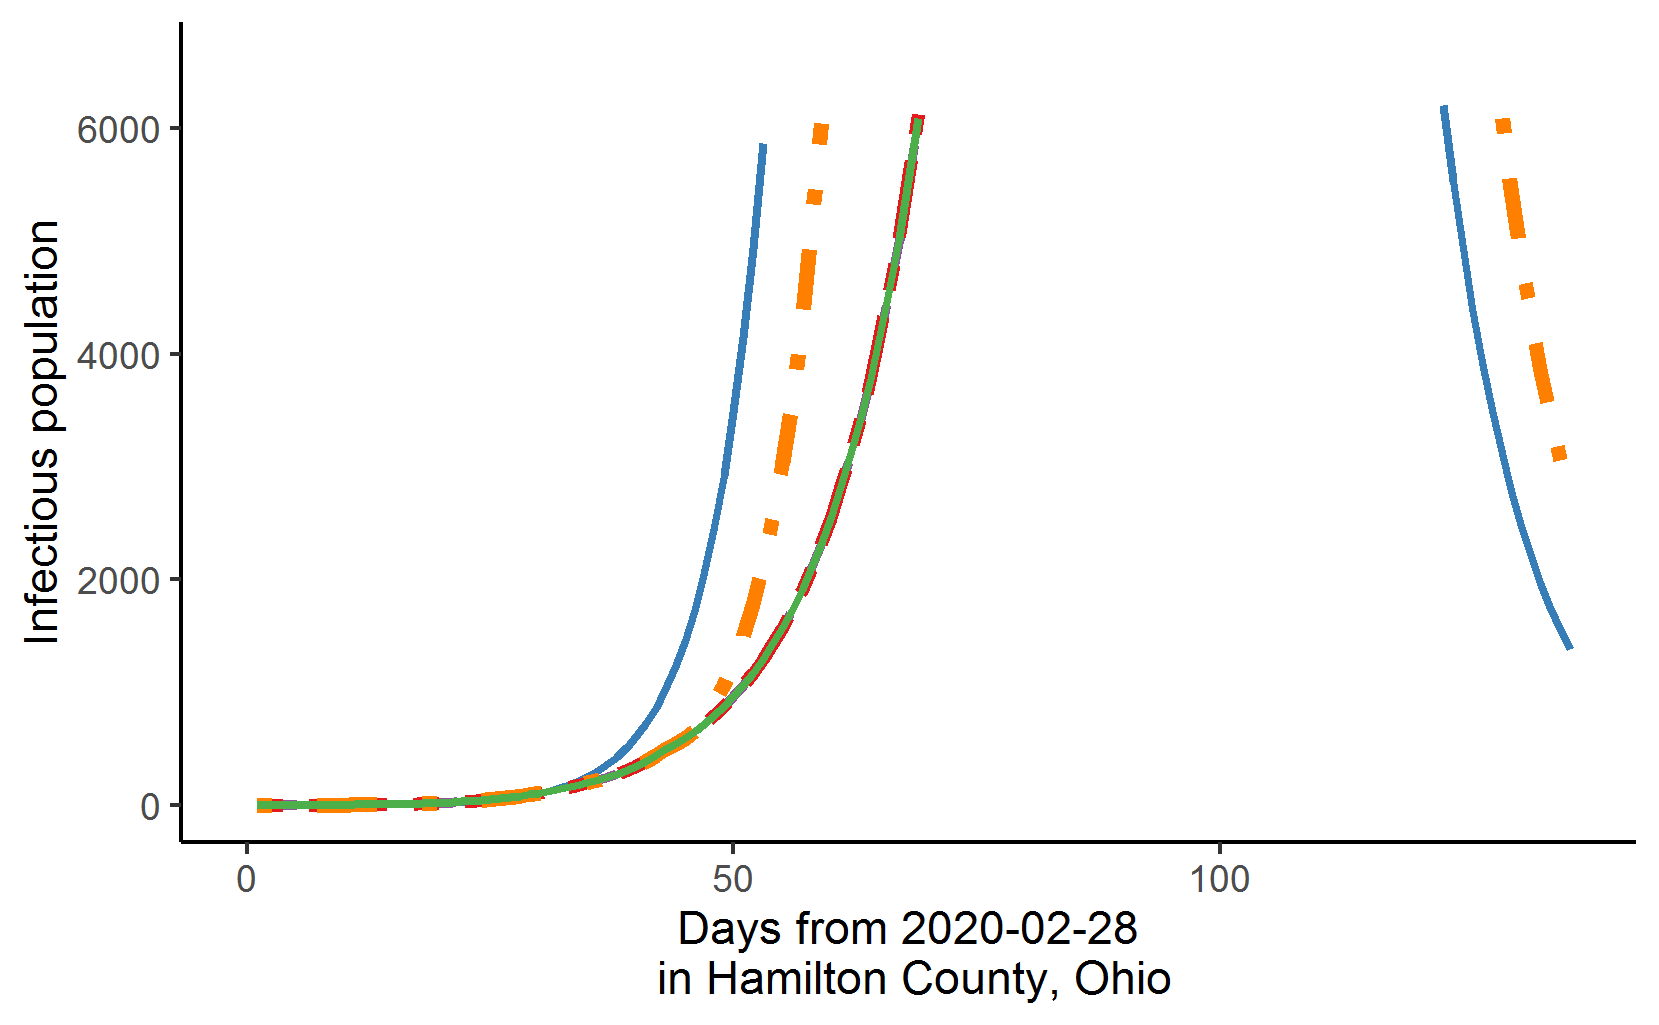 Infectious population
6000
4000
2000
0
0 50 100
Days from 2020-02-28
in Hamilton County, Ohio